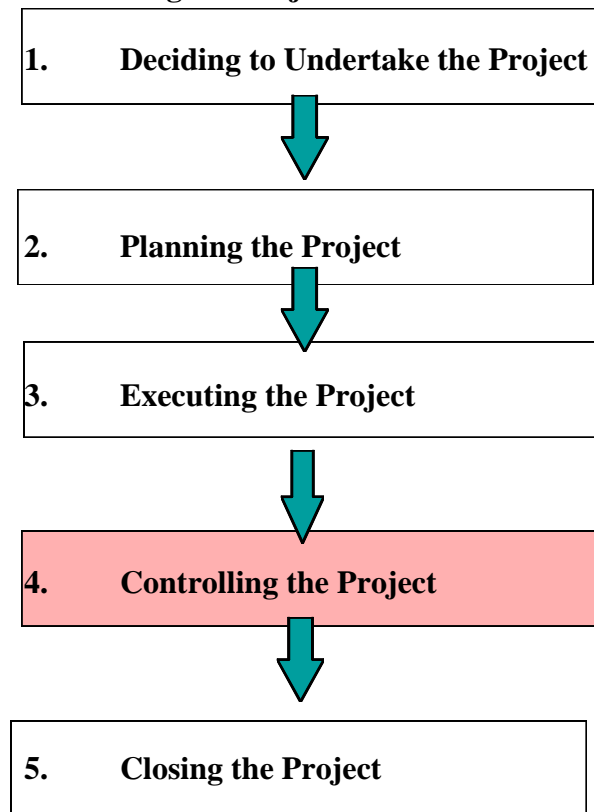 1. Deciding to Undertake the Project
2. Planning the Project
3. Executing the Project
4. Controlling the Project
5. Closing the Project